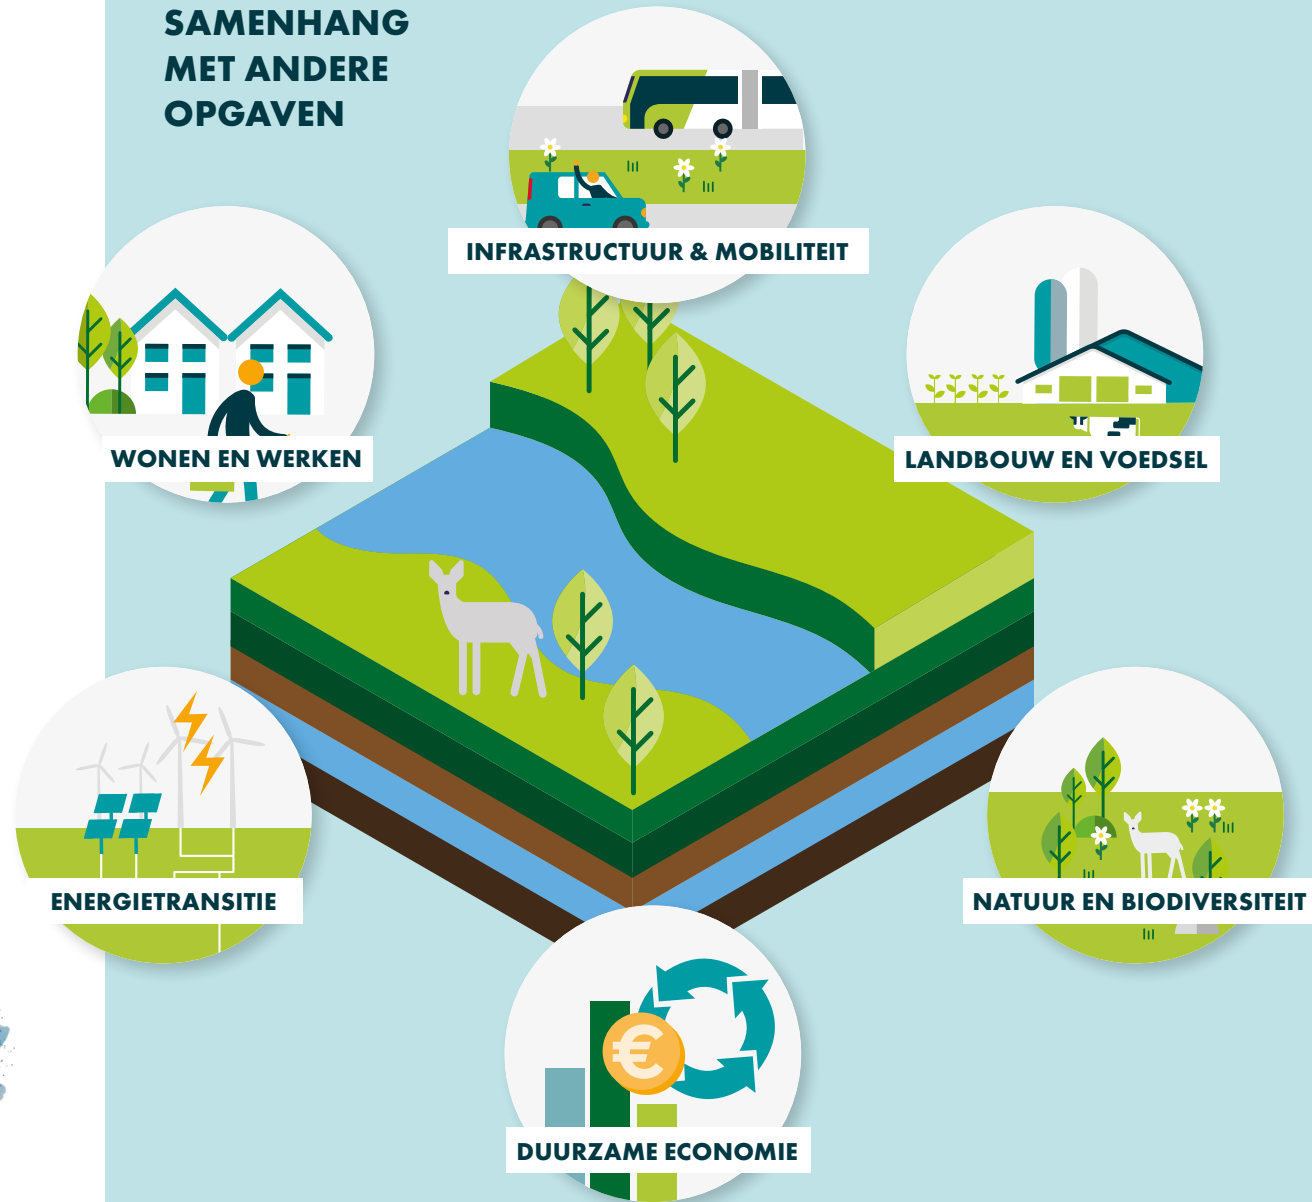 SAMENHANG
MET ANDERE
OPGAVEN
INFRASTRUCTUUR & MOBILITEIT
WONEN EN WERKEN
LANDBOUW EN VOEDSEL
ENERGIETRANSITIE
NATUUR EN BIODIVERSITEIT
€
DUURZAME ECONOMIE